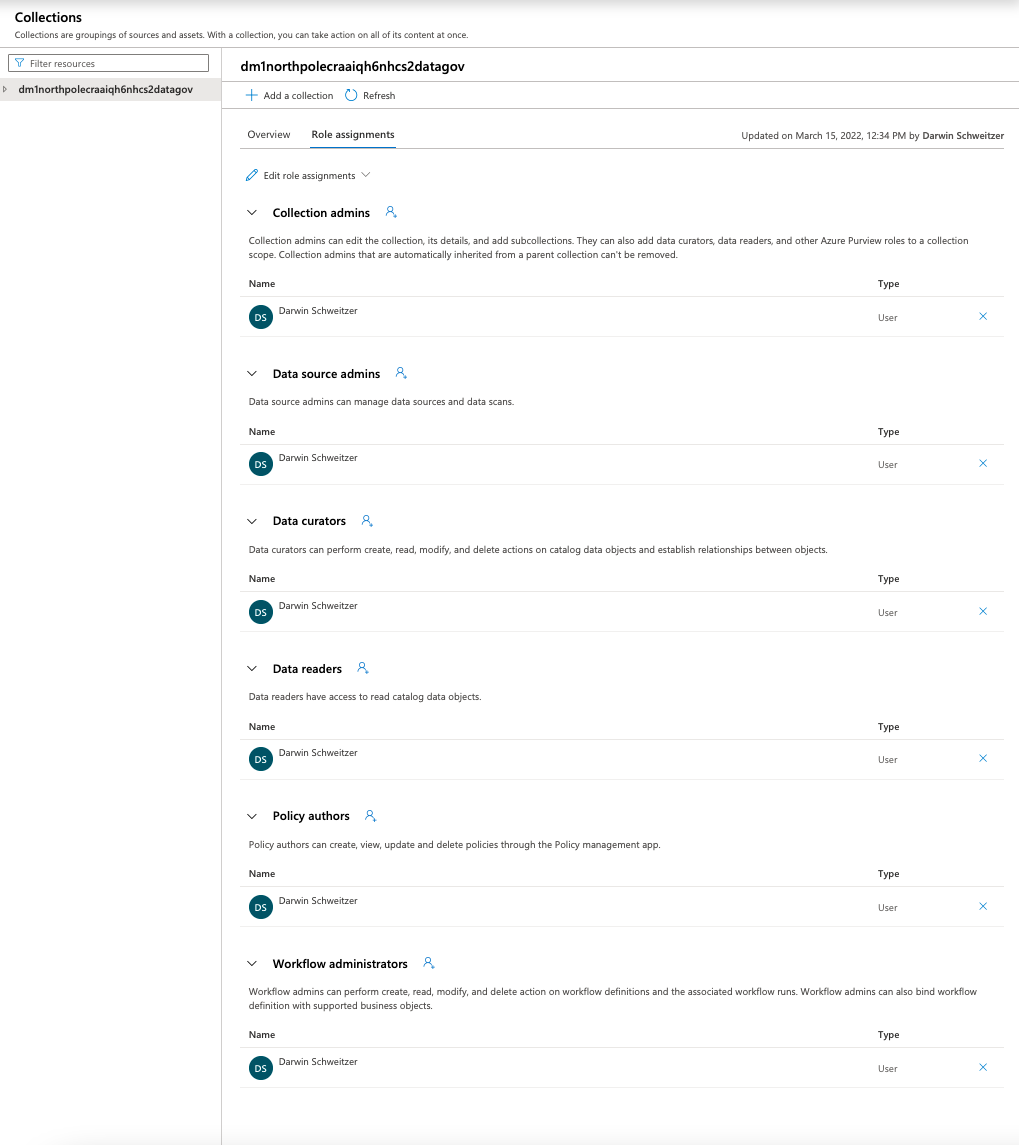 Collections
Collections are groupings of sources and assets. With a collection, you can take action on all of its content at once.
Filter resources
dm1northpolecraaiqh6nhcs2datagov
dm1northpolecraaiqh6nhcs2datagov
Add a collection Refresh
Overview Role assignments Updated on March 15, 2022, 12:34 PM by Darwin Schweitzer
Edit role assignments
Collection admins
Collection admins can edit the collection, its details, and add subcollections. They can also add data curators, data readers, and other Azure Purview roles to a collection
scope. Collection admins that are automatically inherited from a parent collection can't be removed.
Name Type
DS Darwin Schweitzer User
Data source admins
Data source admins can manage data sources and data scans.
Name Type
DS Darwin Schweitzer User
Data curators
Data curators can perform create, read, modify, and delete actions on catalog data objects and establish relationships between objects.
Name Type
DS Darwin Schweitzer User
Data readers
Data readers have access to read catalog data objects.
Name Type
DS Darwin Schweitzer User
Policy authors
Policy authors can create, view, update and delete policies through the Policy management app.
Name Type
DS Darwin Schweitzer User
Workflow administrators
Workflow admins can perform create, read, modify, and delete action on workflow definitions and the associated workflow runs. Workflow admins can also bind workflow
definition with supported business objects.
Name Type
DS Darwin Schweitzer User